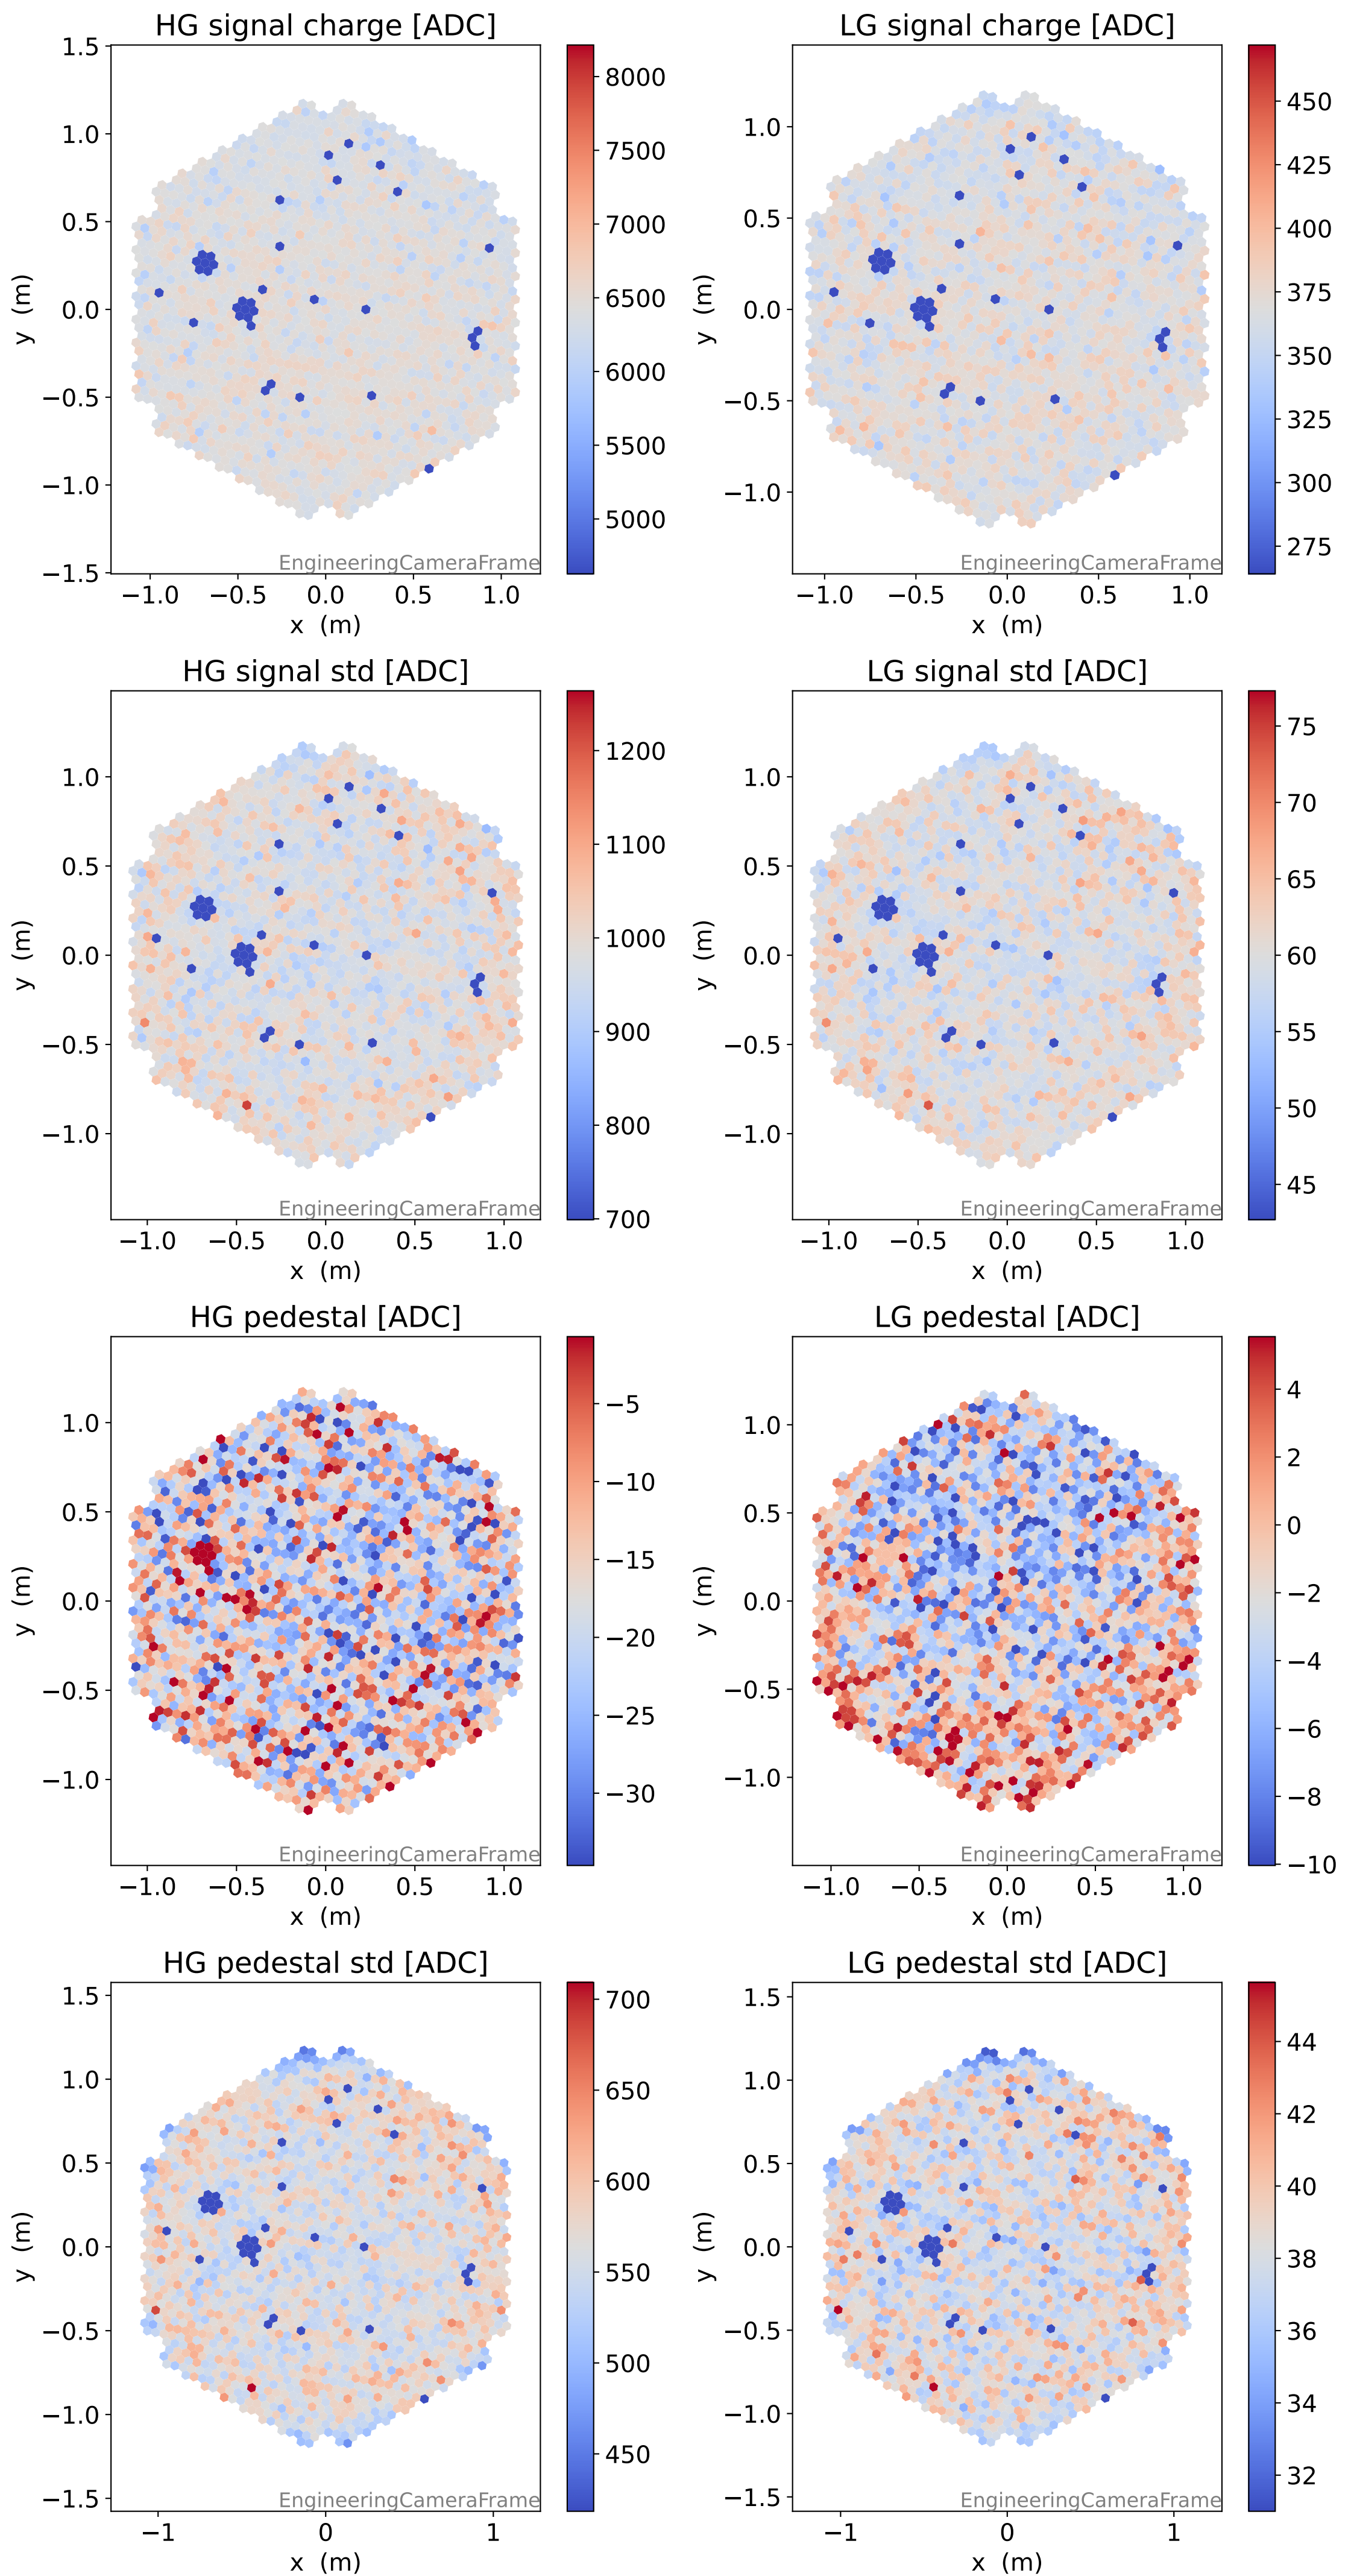 HG signal charge [ADC]
1.5
1.0
0.5
0.0
−0.5
−1.0
−1.5
y (m)
−1.0 −0.5 0.0 0.5 1.0
x (m)
EngineeringCameraFrame
8000
7500
7000
6500
6000
5500
5000
LG signal charge [ADC]
1.0
0.5
0.0
−0.5
−1.0
y (m)
−1.0 −0.5 0.0 0.5 1.0
x (m)
EngineeringCameraFrame
450
425
400
375
350
325
300
275
HG signal std [ADC]
1.0
0.5
0.0
−0.5
−1.0
y (m)
−1.0 −0.5 0.0 0.5 1.0
x (m)
EngineeringCameraFrame
1200
1100
1000
900
800
700
LG signal std [ADC]
1.0
0.5
0.0
−0.5
−1.0
y (m)
−1.0 −0.5 0.0 0.5 1.0
x (m)
EngineeringCameraFrame
75
70
65
60
55
50
45
HG pedestal [ADC]
1.0
0.5
0.0
−0.5
−1.0
y (m)
−1.0 −0.5 0.0 0.5 1.0
x (m)
EngineeringCameraFrame
−5
−10
−15
−20
−25
−30
LG pedestal [ADC]
1.0
0.5
0.0
−0.5
−1.0
y (m)
−1.0 −0.5 0.0 0.5 1.0
x (m)
EngineeringCameraFrame
4
2
0
−2
−4
−6
−8
−10
HG pedestal std [ADC]
1.5
1.0
0.5
0.0
−0.5
−1.0
−1.5
y (m)
−1 0 1
x (m)
EngineeringCameraFrame
700
650
600
550
500
450
LG pedestal std [ADC]
1.5
1.0
0.5
0.0
−0.5
−1.0
−1.5
y (m)
−1 0 1
x (m)
EngineeringCameraFrame
44
42
40
38
36
34
32